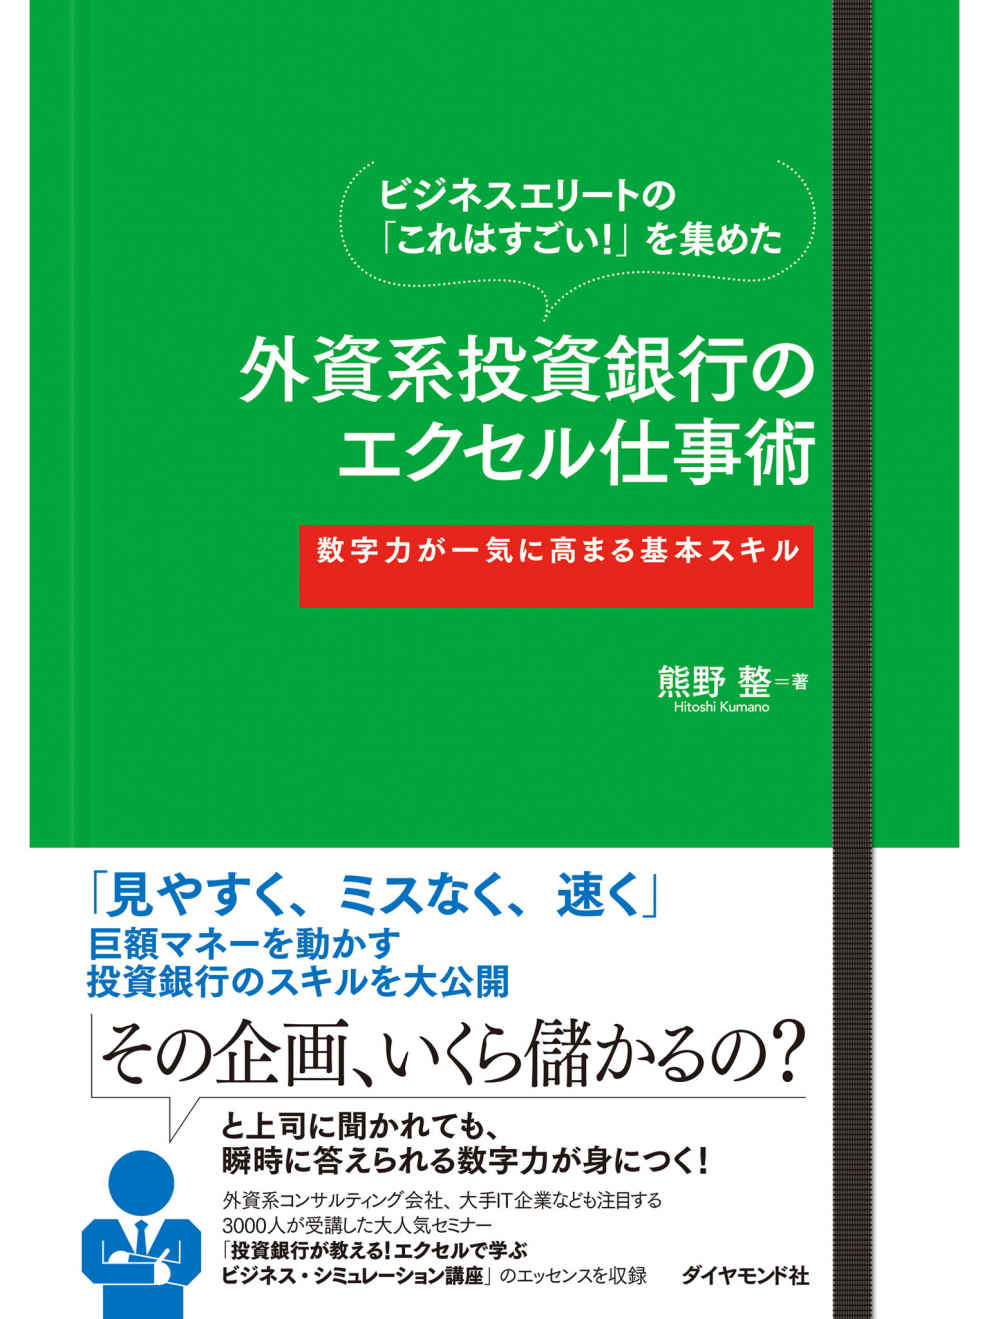 ビジネスエリートの
「これはすごい！」を集めた
外資系投資銀行の
エクセル仕事術
数字力が一気に高まる基本スキル
熊野 整＝著
Hitoshi Kumano
「見やすく、ミスなく、速く」
巨額マネーを動かす
投資銀行のスキルを大公開
その企画、いくら儲かるの？
と上司に聞かれても、
瞬時に答えられる数字力が身につく！
外資系コンサルティング会社、大手IT企業なども注目する
3000人が受講した大人気セミナー
「投資銀行が教える！エクセルで学ぶ
ビジネス・シミュレーション講座」のエッセンスを収録
ダイヤモンド社